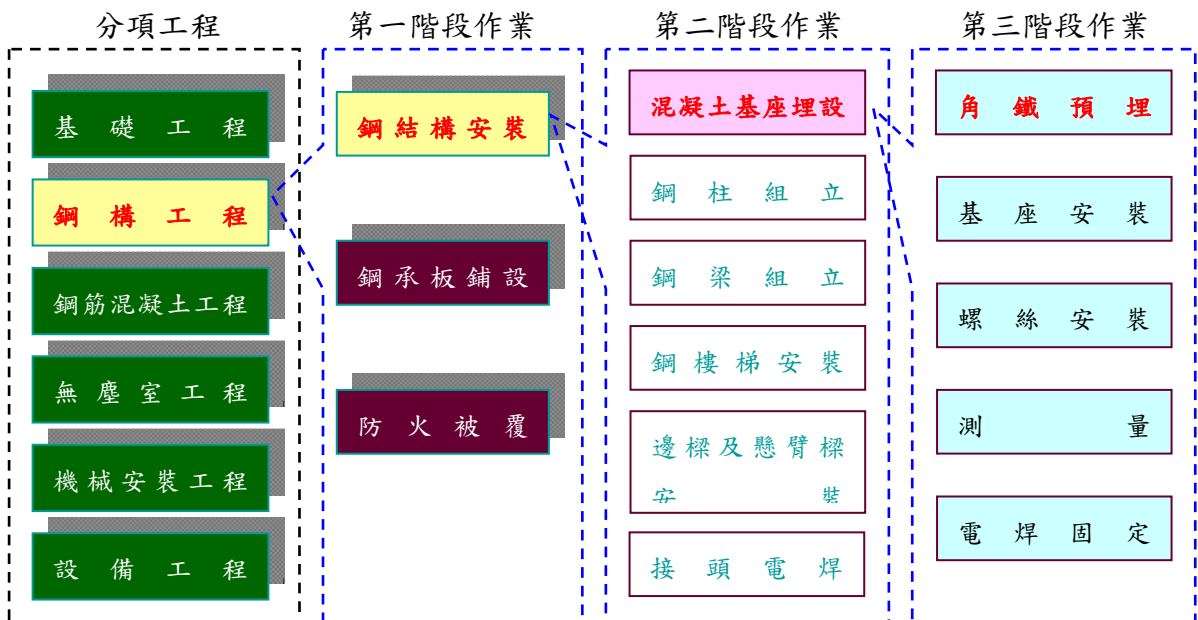 分項工程
第一階段作業
第二階段作業
第三階段作業
基礎工程
鋼構工程
鋼筋混凝土工程
無塵室工程
機械安裝工程
設備工程
鋼結構安裝
鋼承板鋪設
防火被覆
混凝土基座埋設
鋼柱組立
鋼梁組立
鋼樓梯安裝
邊樑及懸臂樑
安裝
接頭電焊
角鐵預埋
基座安裝
螺絲安裝
測量
電焊固定